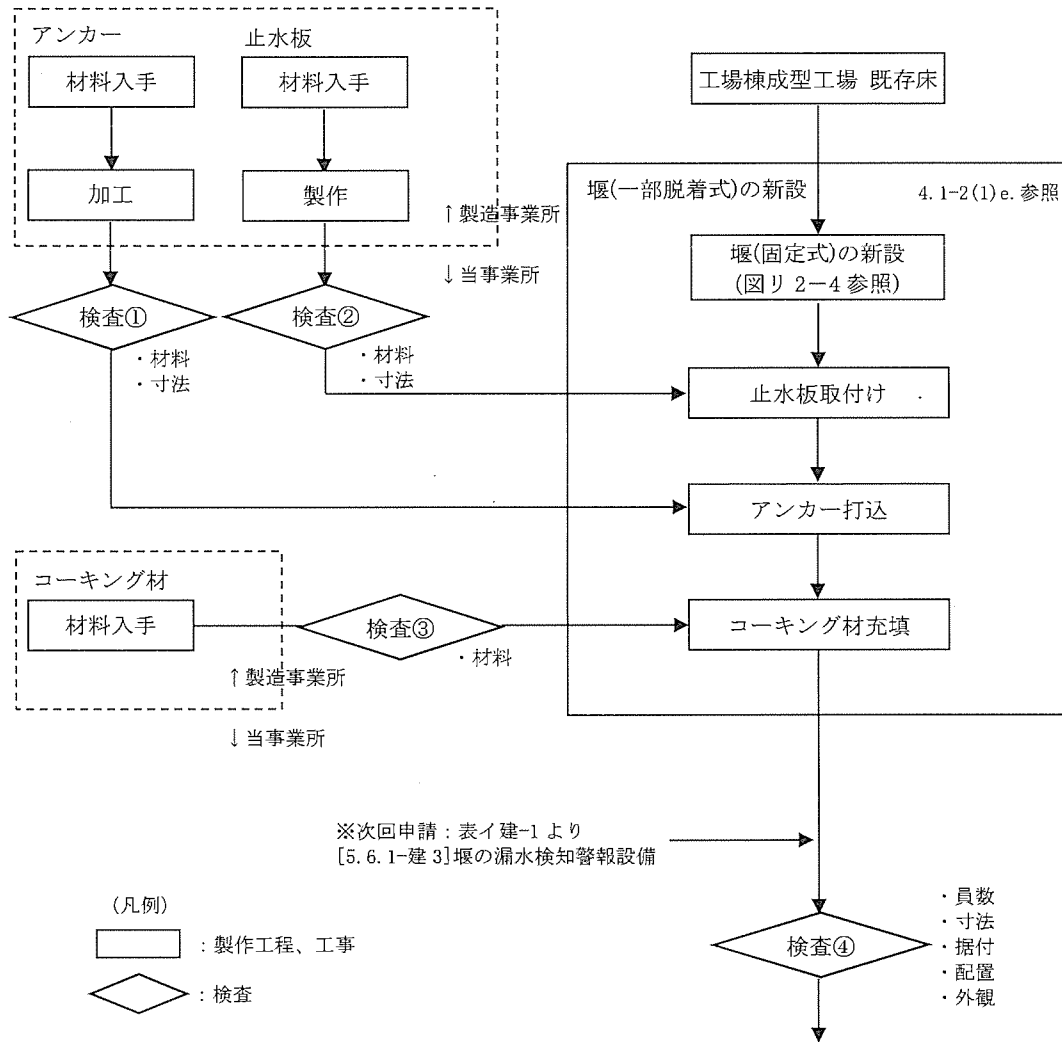 アンカー
材料入手
加工
止水板
材料入手
製作
↑製造事業所
↓当事業所
検査①
・材料
・寸法
検査②
・材料
・寸法
工場棟成型工場 既存床
堰(一部脱着式)の新設
4.1-2(1)e.参照
堰(固定式)の新設
(図リ 2-4 参照)
止水板取付け
アンカー打込
コーキング材
材料入手
↑製造事業所
↓当事業所
検査③
・材料
コーキング材充填
※次回申請：表イ建-1 より
[5.6.1-建3]堰の漏水検知警報設備
検査④
・員数
・寸法
・据付
・配置
・外観
(凡例)
：製作工程、工事
：検査